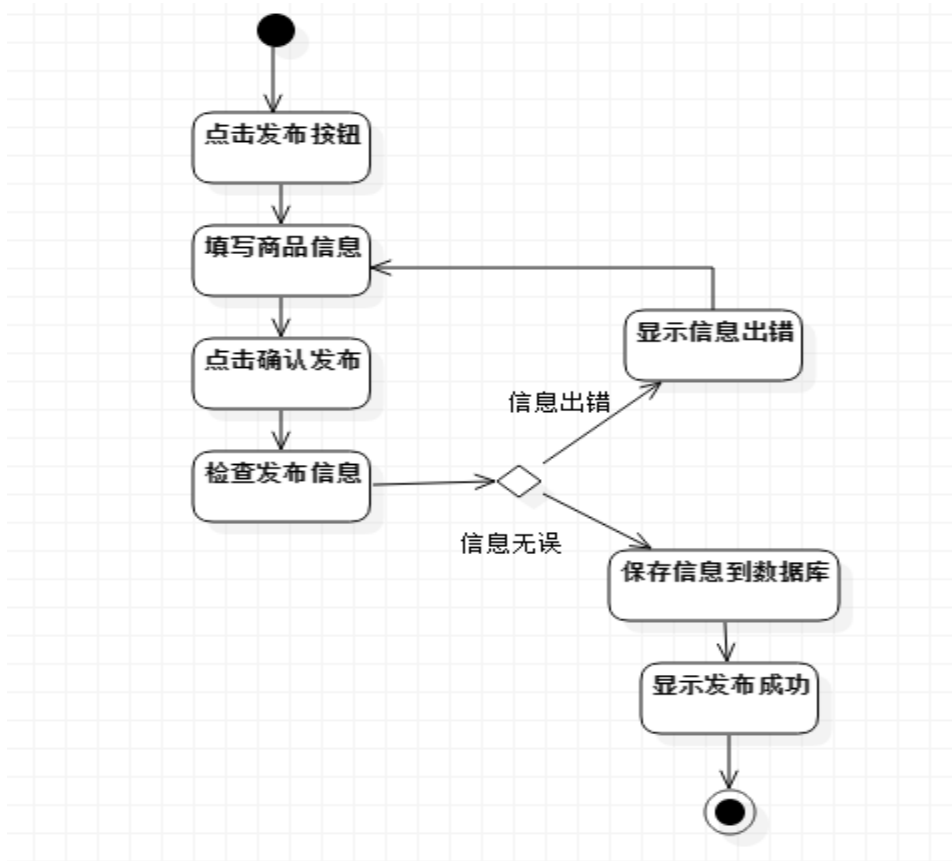 点击发布按钮
填写商品信息
显示信息出错
点击确认发布
信息出错
检查发布信息
信息无误
保存信息到数据库
显示发布成功